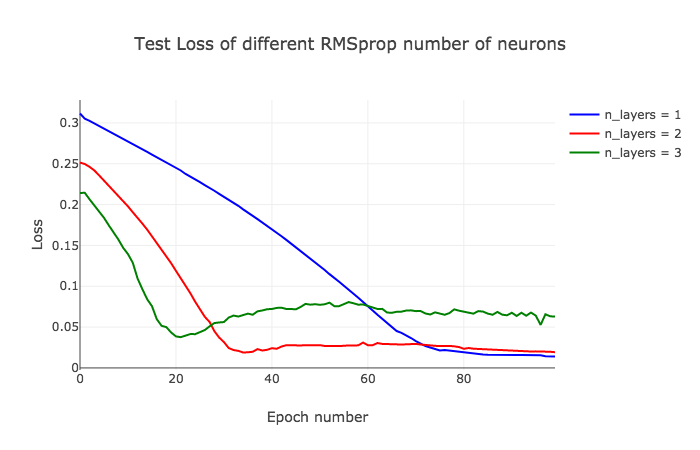 Test Loss of different RMSprop number of neurons
n_layers = 1
n_layers = 2
n_layers = 3
Loss
0.3
0.25
0.2
0.15
0.1
0.05
0
0 20 40 60 80
Epoch number